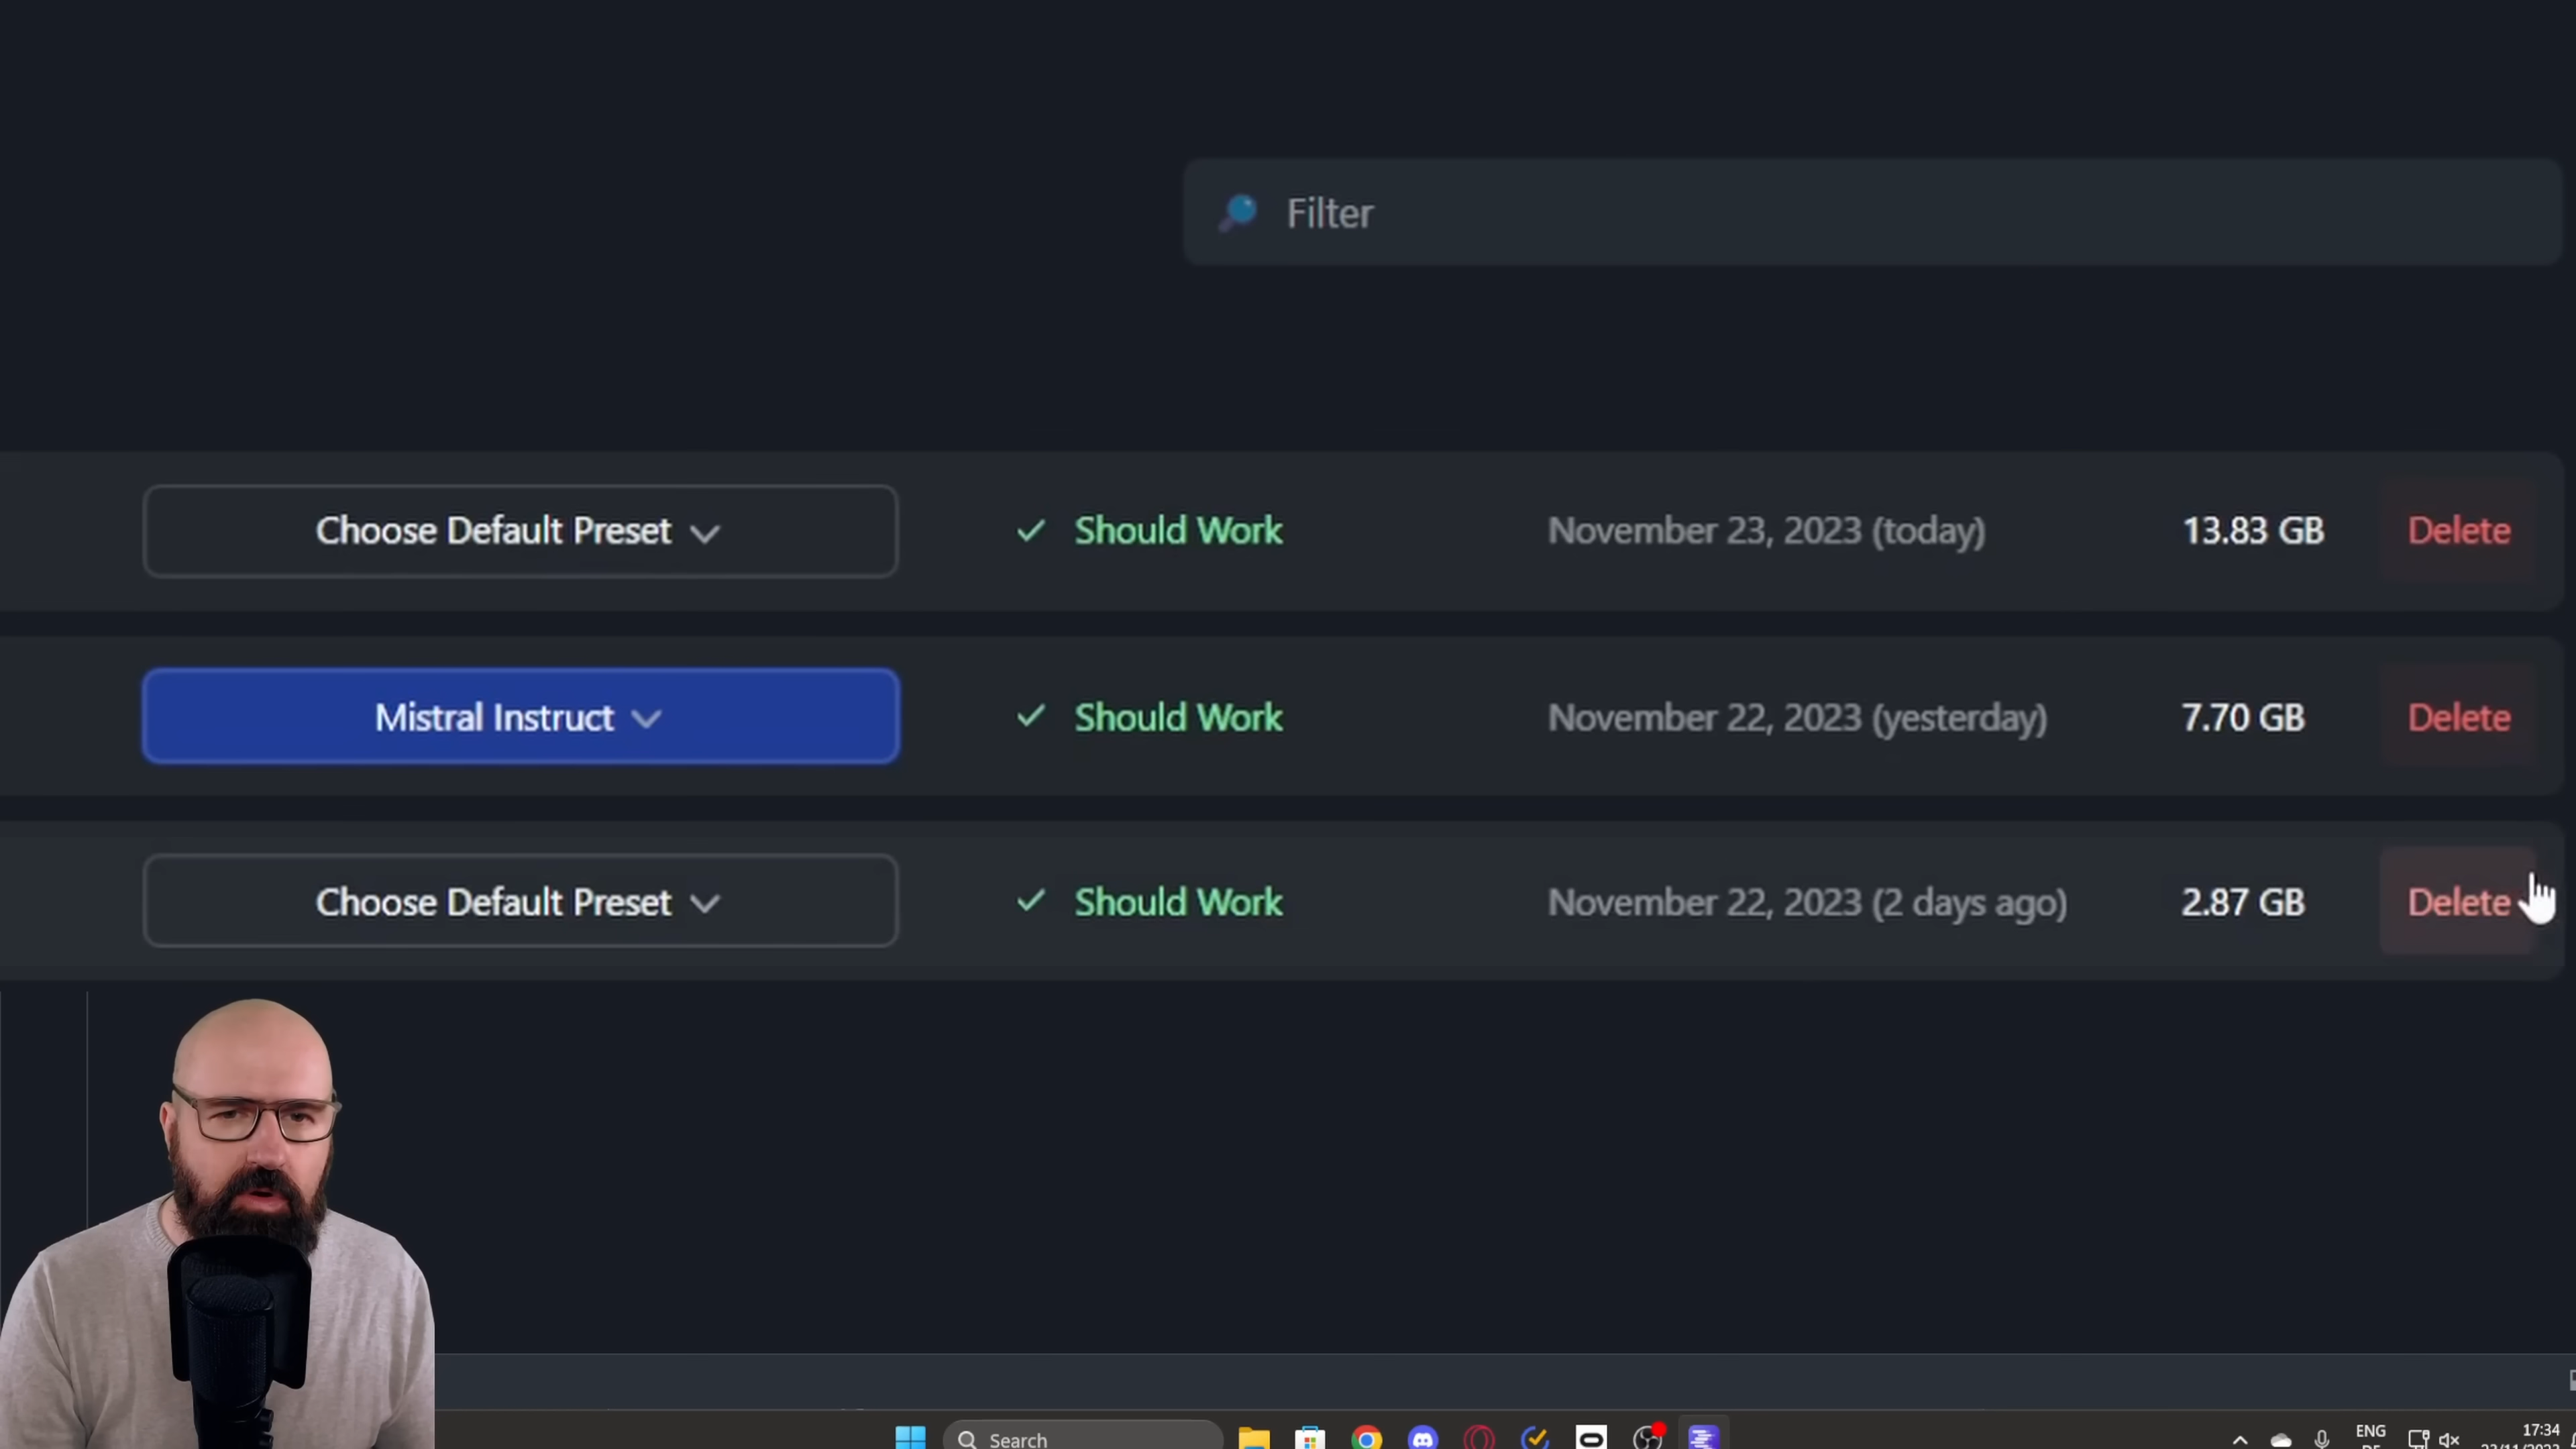 Filter
Choose Default Preset
Should Work
November 23, 2023 (today)
13.83 GB
Delete
Mistral Instruct
Should Work
November 22, 2023 (yesterday)
7.70 GB
Delete
Choose Default Preset
Should Work
November 22, 2023 (2 days ago)
2.87 GB
Delete
Search
ENG
17:34